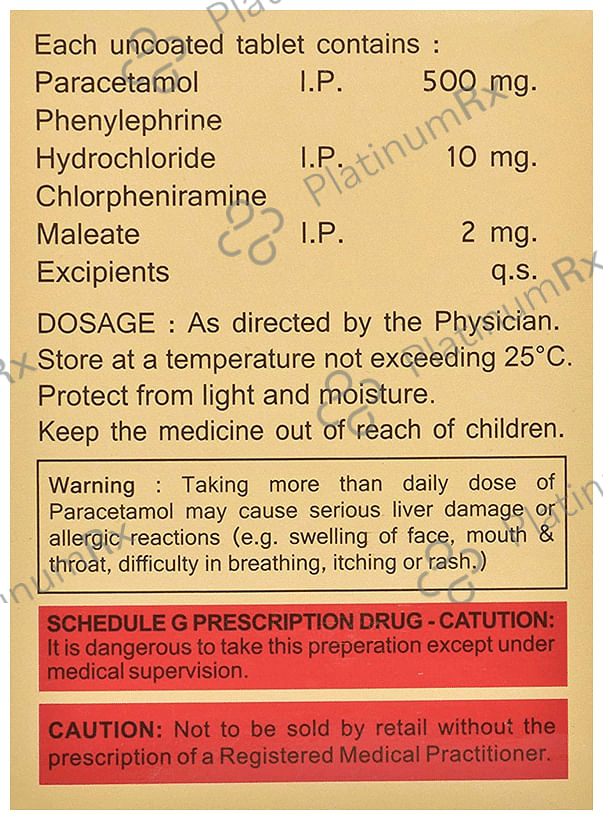 Each uncoated tablet contains :
Paracetamol I.P. 500 mg.
Phenylephrine
Hydrochloride I.P. 10 mg.
Chlorpheniramine
Maleate I.P. 2 mg.
Excipients q.s.
DOSAGE : As directed by the Physician.
Store at a temperature not exceeding 25°C.
Protect from light and moisture.
Keep the medicine out of reach of children.
Warning : Taking more than daily dose of
Paracetamol may cause serious liver damage or
allergic reactions (e.g. swelling of face, mouth &
throat, difficulty in breathing, itching or rash.)
SCHEDULE G PRESCRIPTION DRUG - CATUTION:
It is dangerous to take this preperation except under
medical supervision.
CAUTION: Not to be sold by retail without the
prescription of a Registered Medical Practitioner.
PlatinumRx
PlatinumRx
PlatinumRx
PlatinumRx